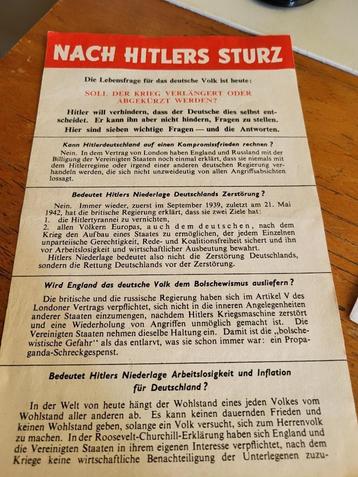 NACH HITLERS STURZ
Die Lebensfrage für das deutsche Volk ist heute:
SOLL DER KRIEG VERLÄNGERT ODER
ABGEKÜRZT WERDEN?
Hitler will verhindern, dass der Deutsche dies selbst ent-
scheidet. Er kann ihn aber nicht hindern, Fragen zu stellen.
Hier sind sieben wichtige Fragen — und die Antworten.
Kann Hitlerdeutschland auf einen Kompromissfrieden rechnen?
Nein. In dem Vertrag von London haben England und Russland mit
Billigung der Vereinigten Staaten noch einmal erklärt, dass sie niemals mit
dem Hitlerregime oder irgend einer anderen deutschen Regierung ver-
handeln werden, die sich nicht unzweideutig von allen Angriffsabsichten
lossagt.
Bedeutet Hitlers Niederlage Deutschlands Zerstörung?
Nein. Immer wieder, zuerst im September 1939, zuletzt am 21. Mai
1942, hat die britische Regierung erklärt, dass sie zwei Ziele hat:
1. die Hitlertyrannei zu vernichten,
2. allen Völkern Europas, auch dem deutschen, nach dem
Krieg den Aufbau eines Staates zu ermöglichen, der jedem Einzelnen
unparteiische Gerechtigkeit, Rede- und Koalitionsfreiheit sichert und ihn
vor Arbeitslosigkeit und wirtschaftlicher Ausbeutung bewahrt.
Hitlers Niederlage bedeutet also nicht den Untergang Deutschlands,
sondern die Rettung Deutschlands vor der Zerstörung.
Wird England das deutsche Volk dem Bolschewismus ausliefern?
Die britische und die russische Regierung haben sich im Artikel V des
Londoner Vertrags verpflichtet, sich nicht in die inneren Angelegenheiten
anderer Staaten einzumengen, nachdem Hitlers Kriegsmaschine zerstört
und eine Wiederholung von Angriffen unmöglich gemacht ist. Die
Vereinigten Staaten nehmen dieselbe Haltung ein. Damit ist die „bolsche-
wistische Gefahr" als das entlarvt, was sie schon immer war: ein Propa-
ganda-Schreckgespenst.
Bedeutet Hitlers Niederlage Arbeitslosigkeit und Inflation
für Deutschland?
In der Welt von heute hängt der Wohlstand eines jeden Volkes vom
Wohlstand aller anderen ab. Es kann keinen dauernden Frieden und
keinen Wohlstand geben, solange ein Volk versucht, sich zum Herrenvolk
zu machen. In der Roosevelt-Churchill-Erklärung haben sich England und
die Vereinigten Staaten in ihrem eigenen Interesse verpflichtet, nach dem
Kriege keine wirtschaftliche Benachteiligung der Unterlegenen zuzu-